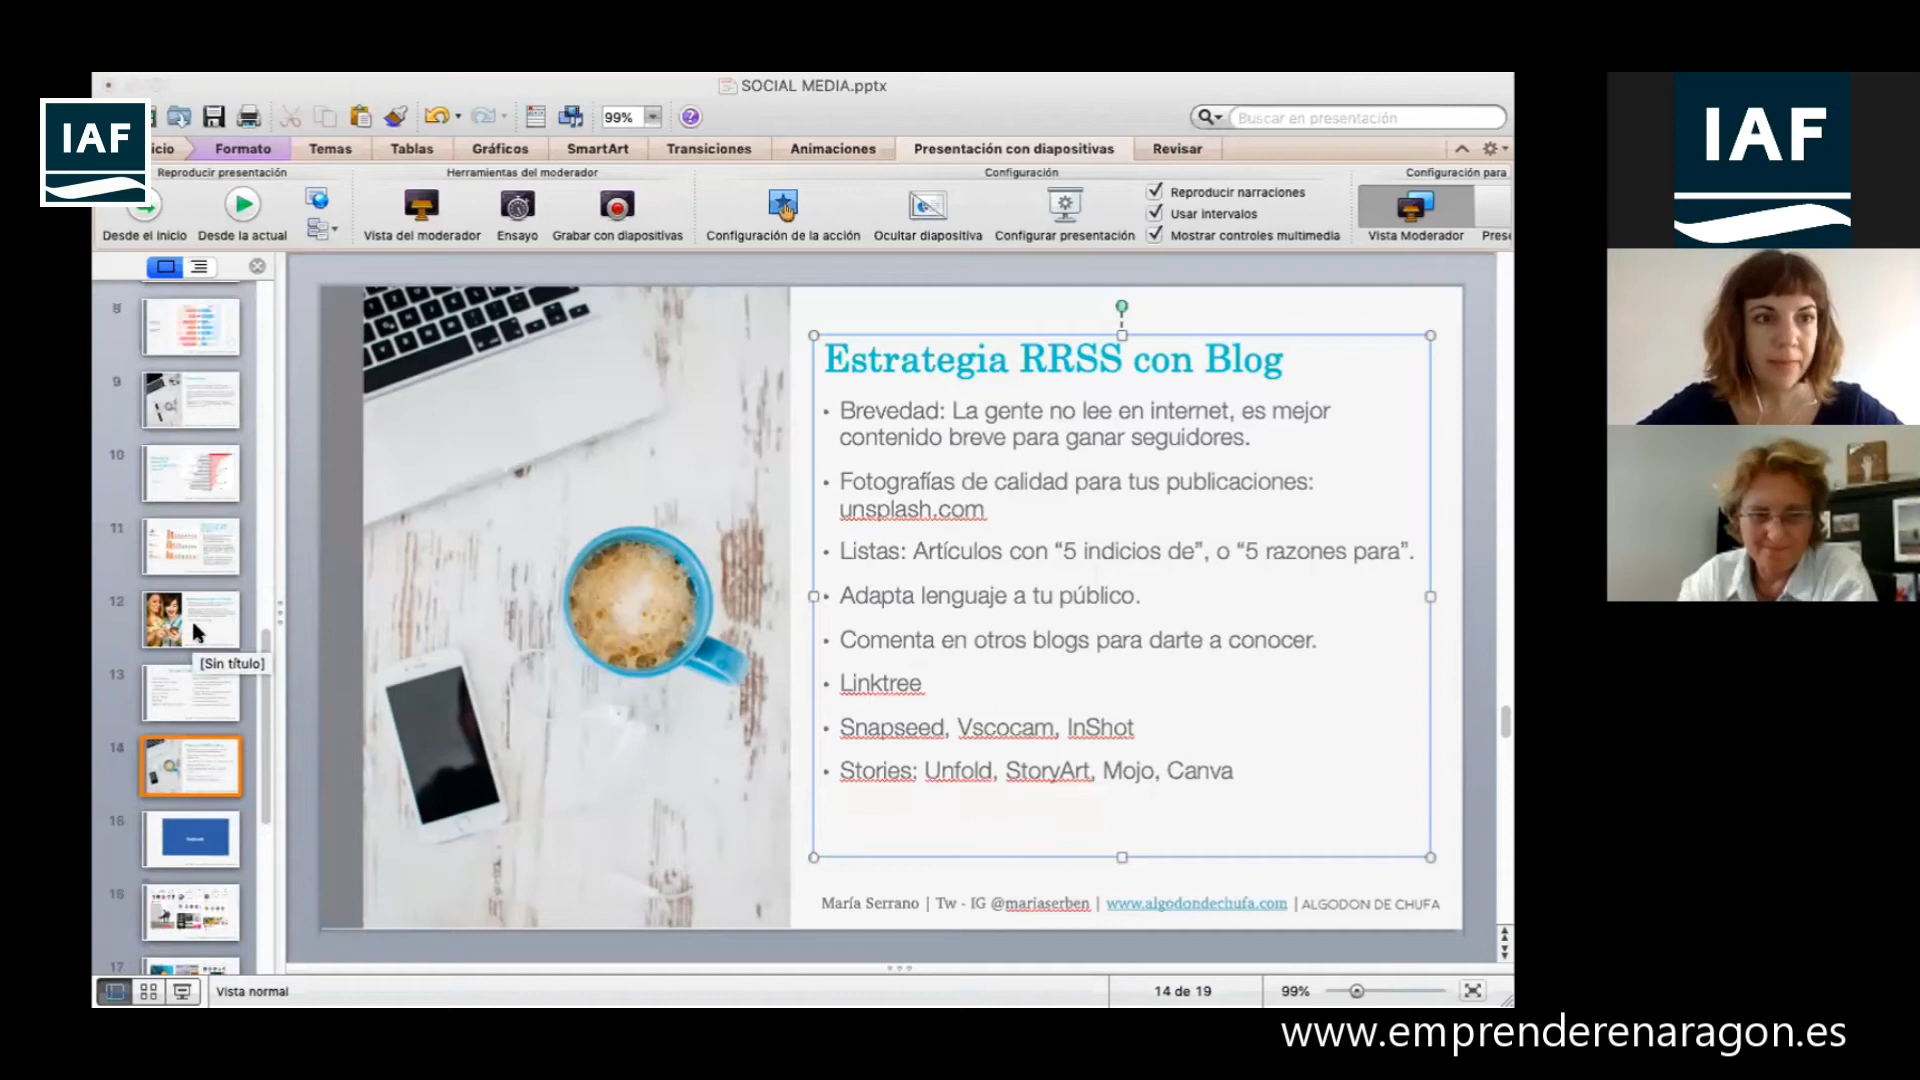 SOCIAL MEDIA.pptx
IAF
99%
Buscar en presentación
icio
Formato
Temas
Tablas
Gráficos
SmartArt
Transiciones
Animaciones
Presentación con diapositivas
Revisar
Reproducir presentación
Herramientas del moderador
Configuración
Configuración para
Desde el inicio
Desde la actual
Vista del moderador
Ensayo
Grabar con diapositivas
Configuración de la acción
Ocultar diapositiva
Configurar presentación
Reproducir narraciones
Usar intervalos
Mostrar controles multimedia
Vista Moderador
Prese
IAF
8
9
10
11
12
[Sin título]
13
14
15
16
17
Estrategia RRSS con Blog
• Brevedad: La gente no lee en internet, es mejor
contenido breve para ganar seguidores.
• Fotografías de calidad para tus publicaciones:
unsplash.com
• Listas: Artículos con “5 indicios de”, o “5 razones para”.
• Adapta lenguaje a tu público.
• Comenta en otros blogs para darte a conocer.
• Linktree
• Snapseed, Vscocam, InShot
• Stories: Unfold, StoryArt, Mojo, Canva
María Serrano | Tw - IG @mariaserben | www.algodondechufa.com | ALGODON DE CHUFA
Vista normal
14 de 19
99%
www.emprenderenaragon.es